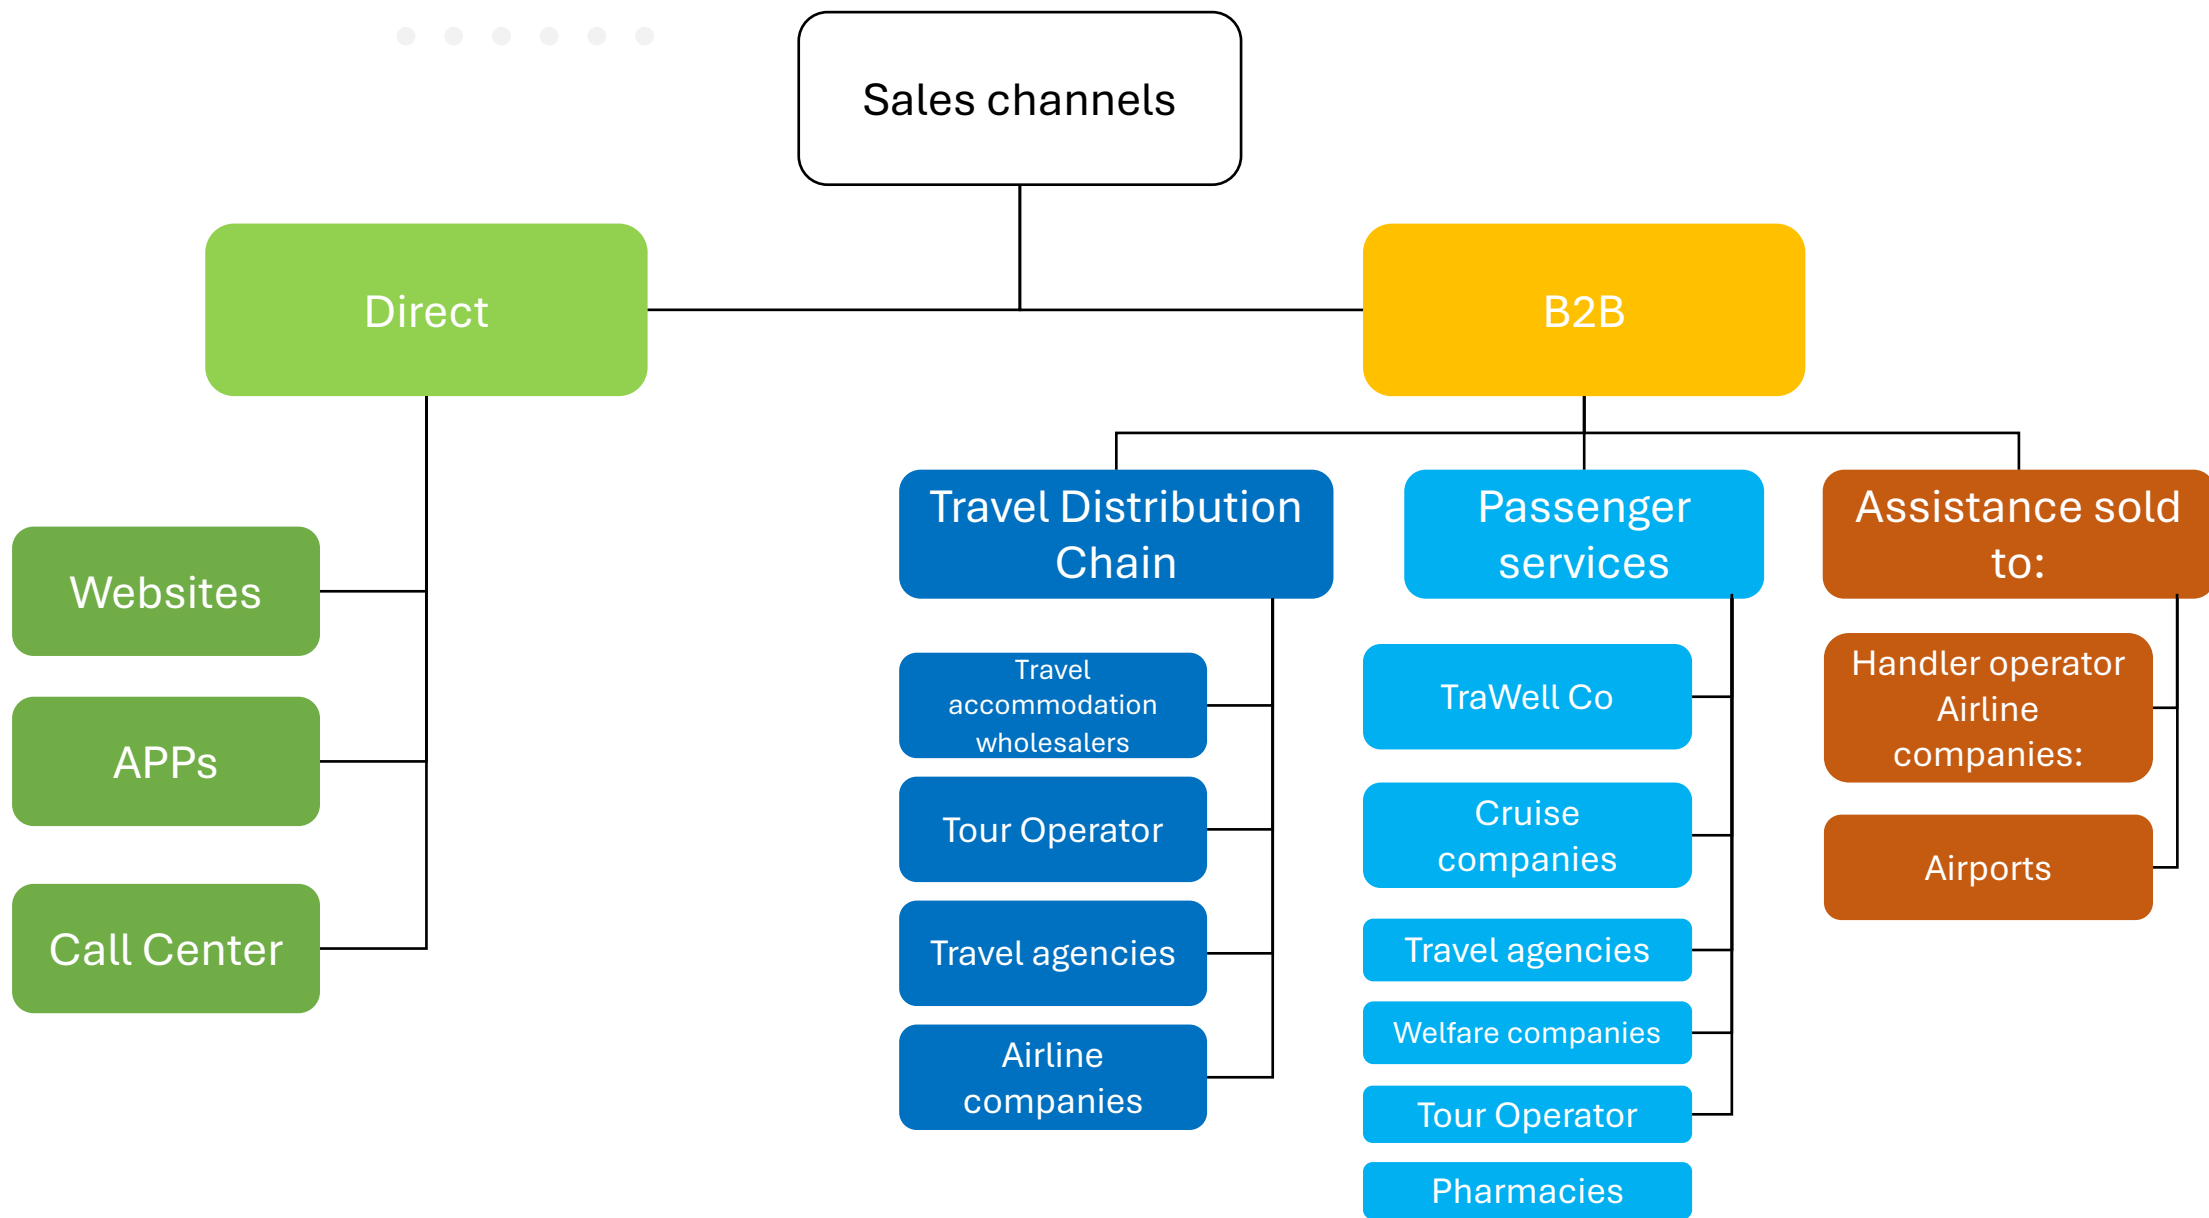 Sales channels
Direct
B2B
Websites
APPs
Call Center
Travel Distribution
Chain
Travel
accommodation
wholesalers
Tour Operator
Travel agencies
Airline
companies
Passenger
services
TraWell Co
Cruise
companies
Travel agencies
Welfare companies
Tour Operator
Pharmacies
Assistance sold
to:
Handler operator
Airline
companies:
Airports